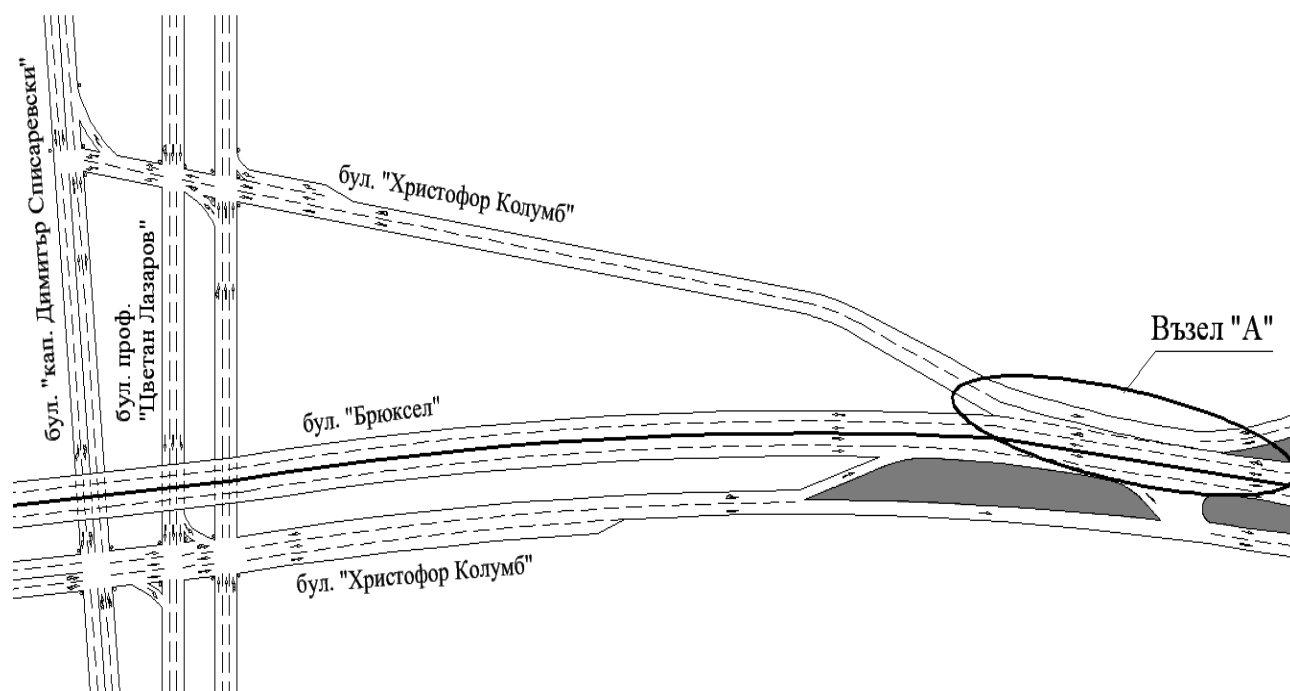 бул. "кап. Димитър Списаревски"
бул. проф.
"Цветан Лазаров"
бул. "Христофор Колумб"
Възел "А"
бул. "Брюксел"
бул. "Христофор Колумб"